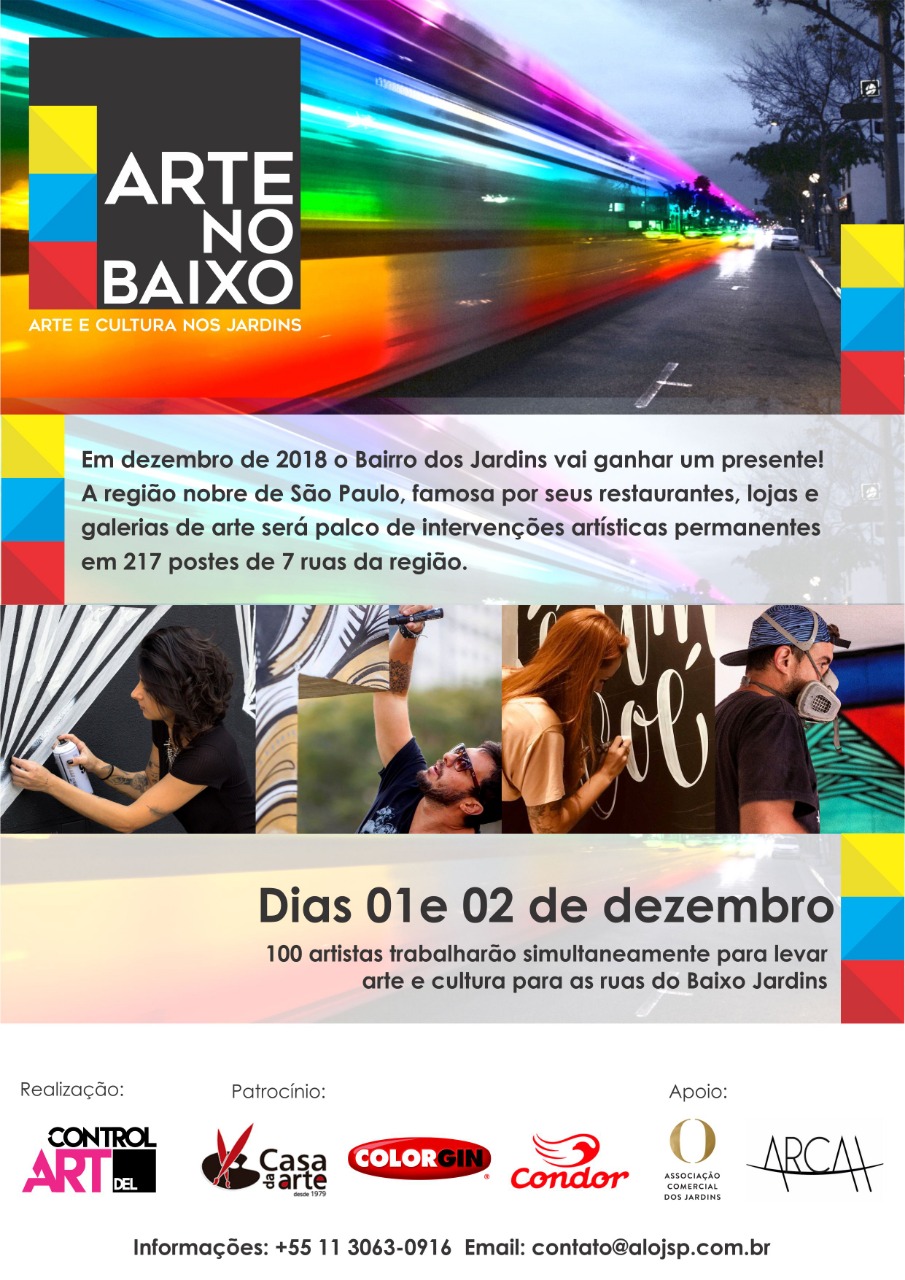 ARTE
NO
BAIXO
ARTE E CULTURA NOS JARDINS
Em dezembro de 2018 o Bairro dos Jardins vai ganhar um presente!
A região nobre de São Paulo, famosa por seus restaurantes, lojas e
galerias de arte será palco de intervenções artísticas permanentes
em 217 postes de 7 ruas da região.
Dias 01e 02 de dezembro
100 artistas trabalharão simultaneamente para levar
arte e cultura para as ruas do Baixo Jardins
Realização:
Patrocínio:
Apoio:
CONTROL
ART DEL
Casa
da arte
desde 1979
COLORGIN
condor
ASSOCIAÇÃO
COMERCIAL
DOS JARDINS
ARCAH
Informações: +55 11 3063-0916 Email: contato@alojsp.com.br